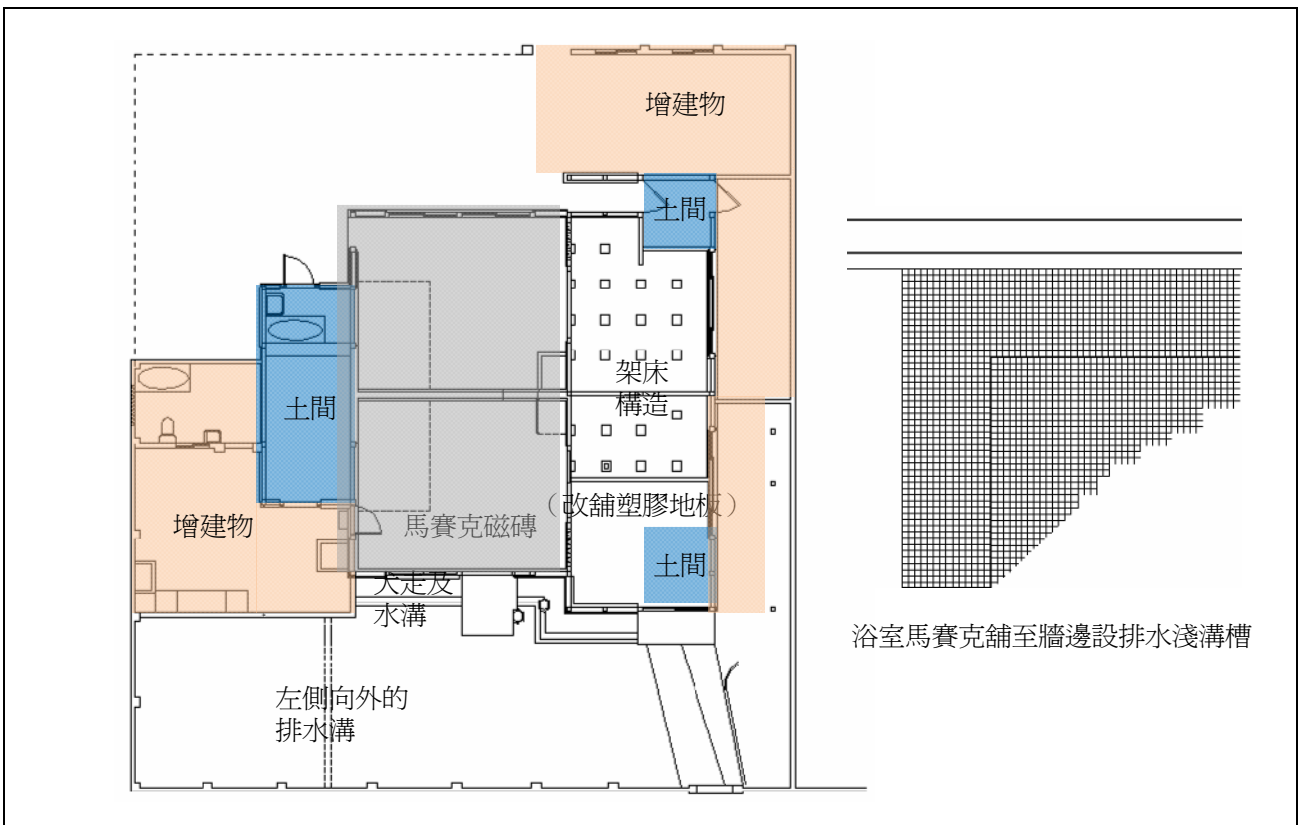 增建物
土間
架床
構造
土間
(改舖塑膠地板)
增建物
馬賽克磁磚
土間
犬走及
水溝
浴室馬賽克舖至牆邊設排水淺溝槽
左側向外的
排水溝